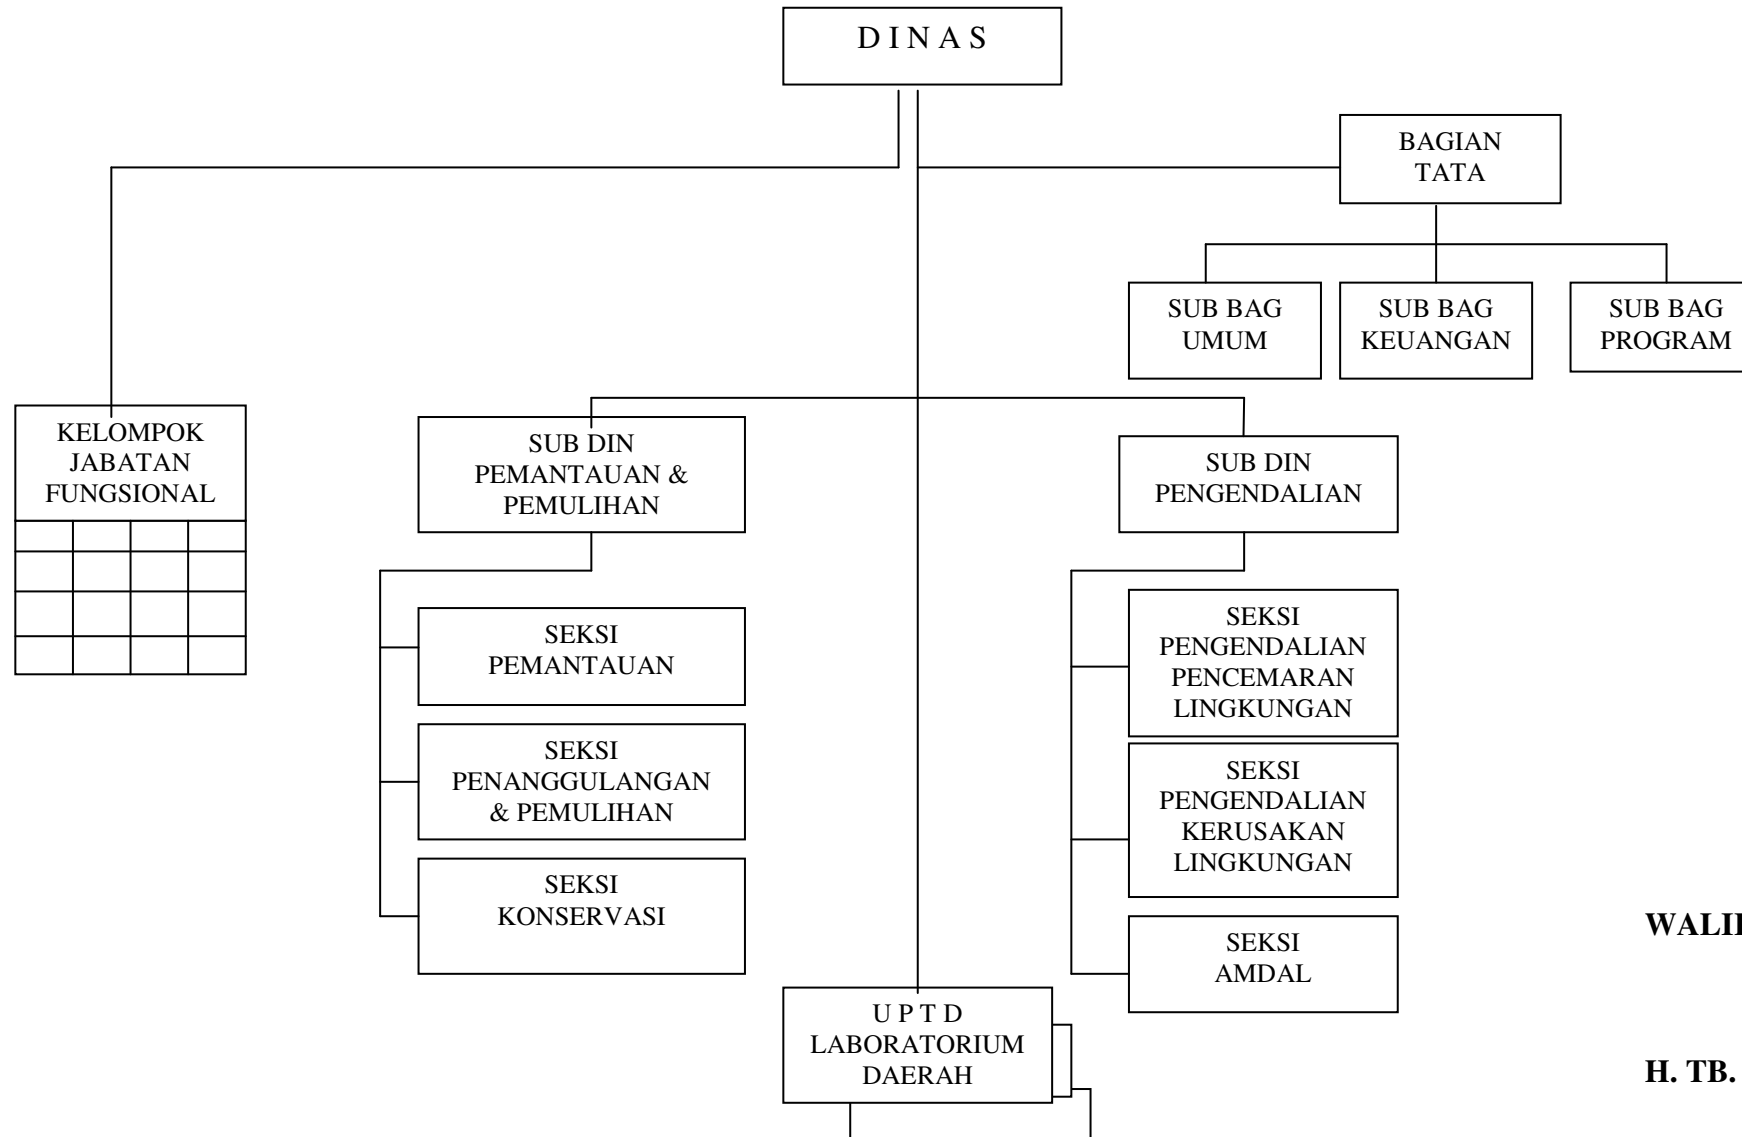 D I N A S
BAGIAN
TATA
SUB BAG
UMUM
SUB BAG
KEUANGAN
SUB BAG
PROGRAM
KELOMPOK
JABATAN
FUNGSIONAL
SUB DIN
PEMANTAUAN &
PEMULIHAN
SUB DIN
PENGENDALIAN
SEKSI
PEMANTAUAN
SEKSI
PENANGGULANGAN
& PEMULIHAN
SEKSI
KONSERVASI
SEKSI
PENGENDALIAN
PENCEMARAN
LINGKUNGAN
SEKSI
PENGENDALIAN
KERUSAKAN
LINGKUNGAN
SEKSI
AMDAL
U P T D
LABORATORIUM
DAERAH
H. TB.